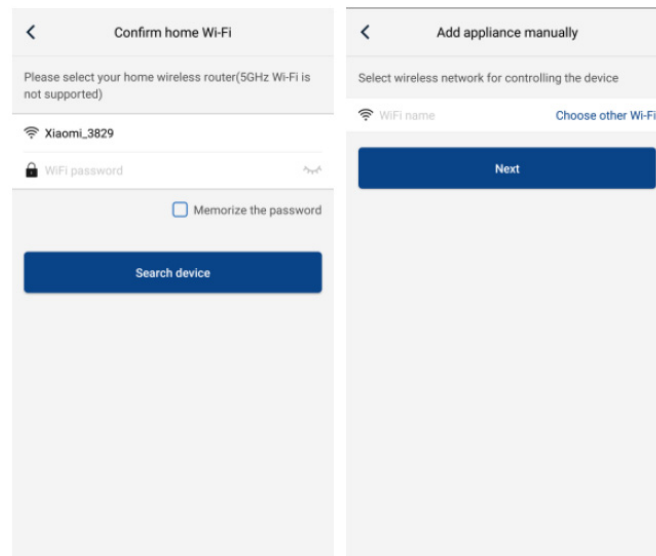 Confirm home Wi-Fi
Please select your home wireless router(5GHz Wi-Fi is
not supported)
Xiaomi_3829
WiFi password
Memorize the password
Search device
Add appliance manually
Select wireless network for controlling the device
WiFi name
Choose other Wi-Fi
Next